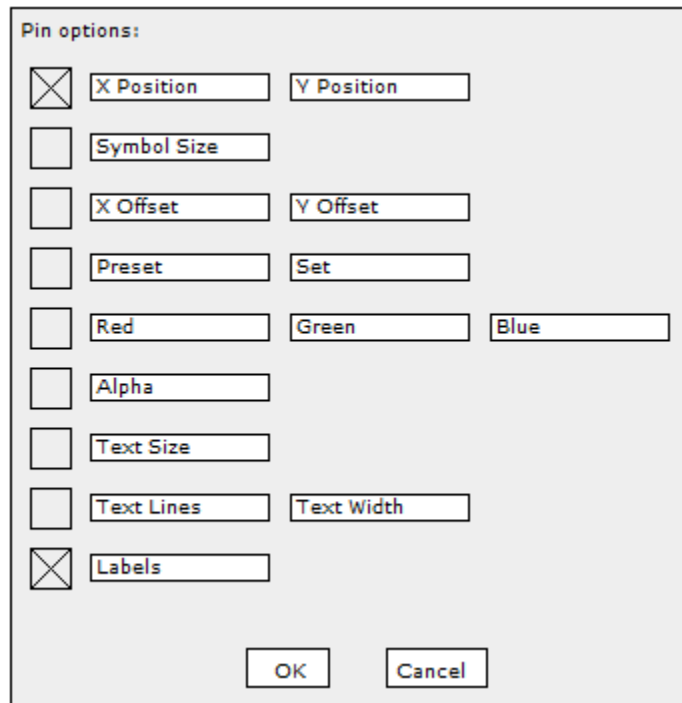 Pin options:
X Position Y Position
Symbol Size
X Offset Y Offset
Preset Set
Red Green Blue
Alpha
Text Size
Text Lines Text Width
Labels
OK Cancel